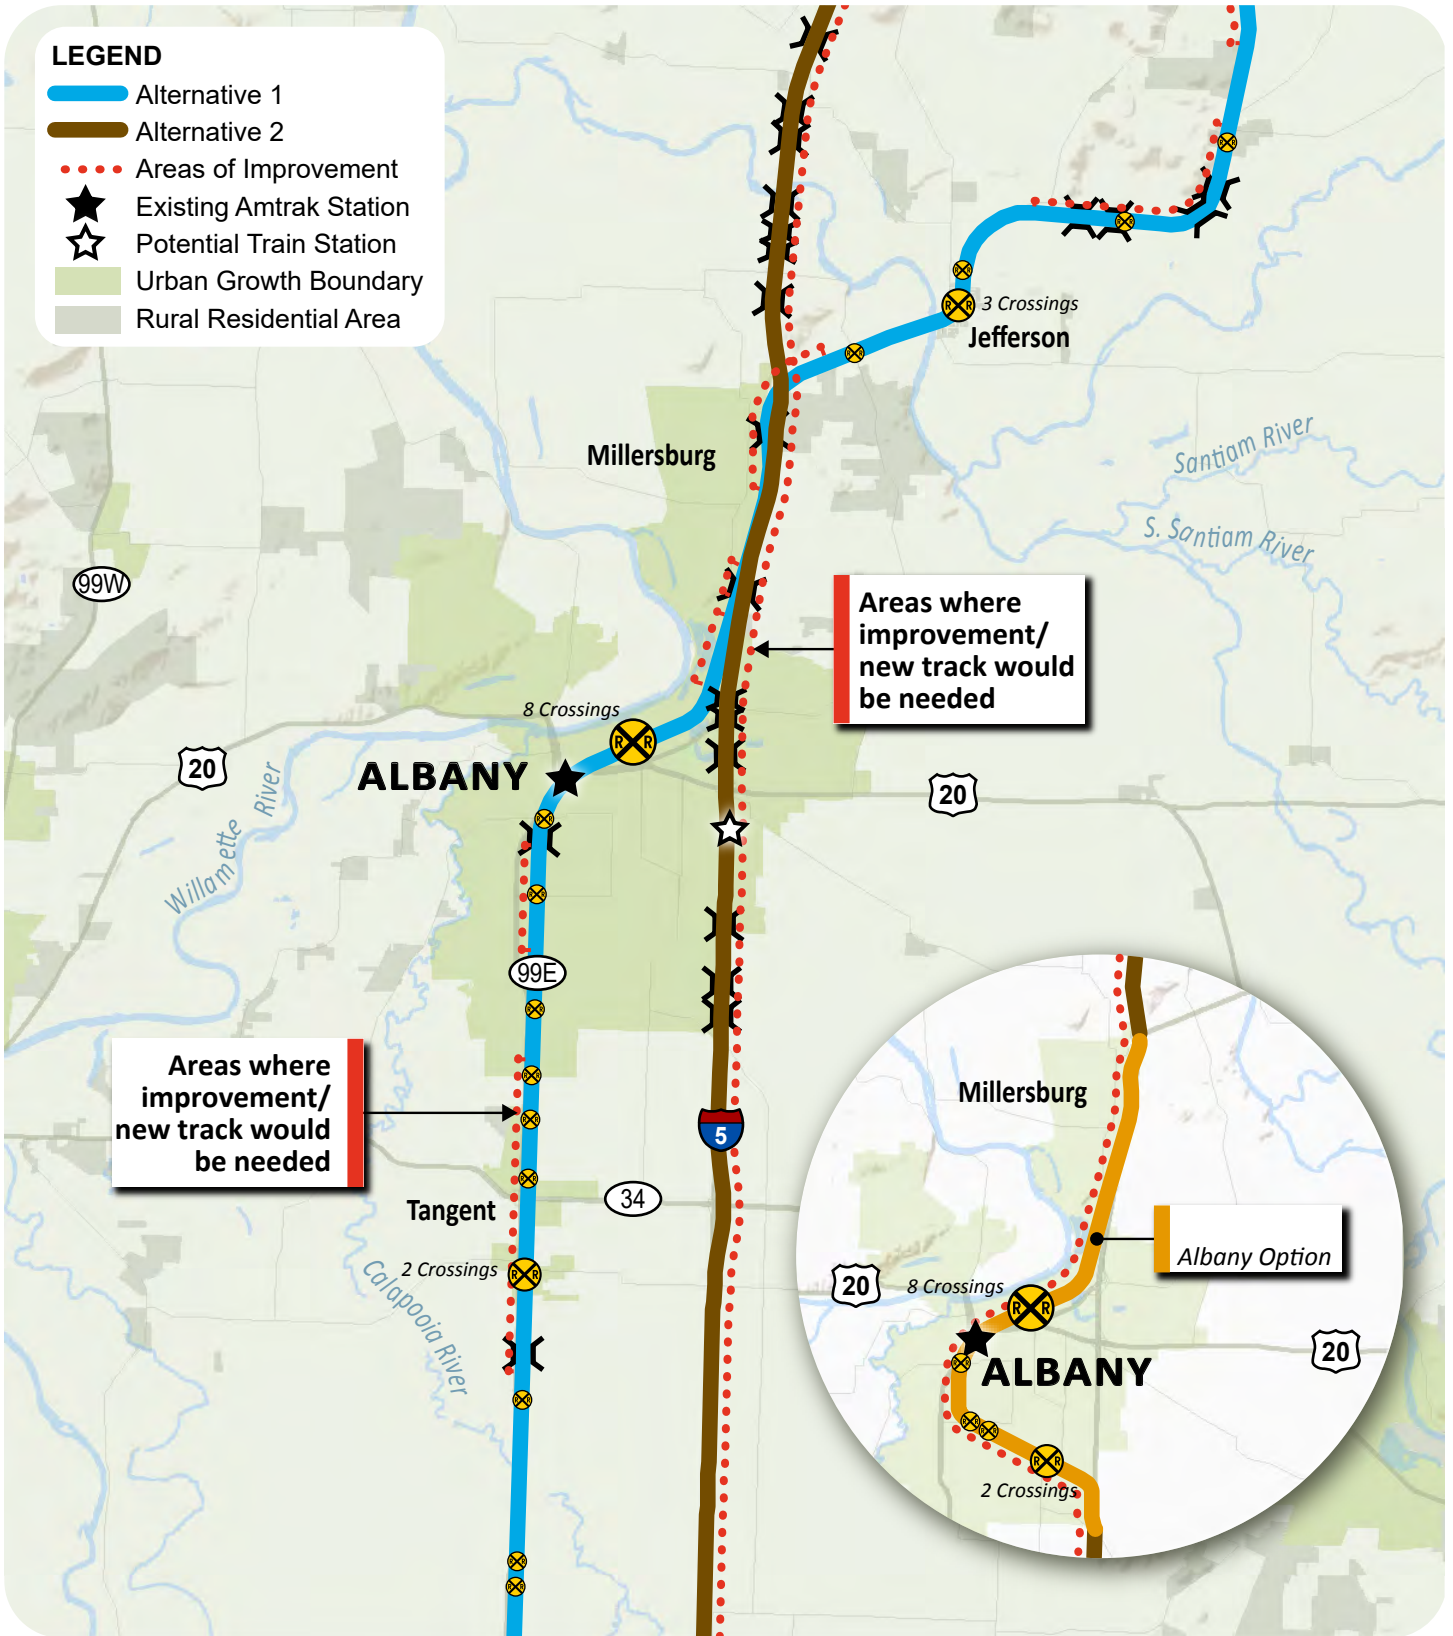 LEGEND
Alternative 1
Alternative 2
Areas of Improvement
Existing Amtrak Station
Potential Train Station
Urban Growth Boundary
Rural Residential Area
3 Crossings
Jefferson
Millersburg
Santiam River
S. Santiam River
99W
Areas where
improvement/
new track would
be needed
8 Crossings
20
ALBANY
20
Willamette River
99E
Areas where
improvement/
new track would
be needed
5
34
Tangent
2 Crossings
Calapooia River
Millersburg
Albany Option
20
8 Crossings
20
ALBANY
2 Crossings